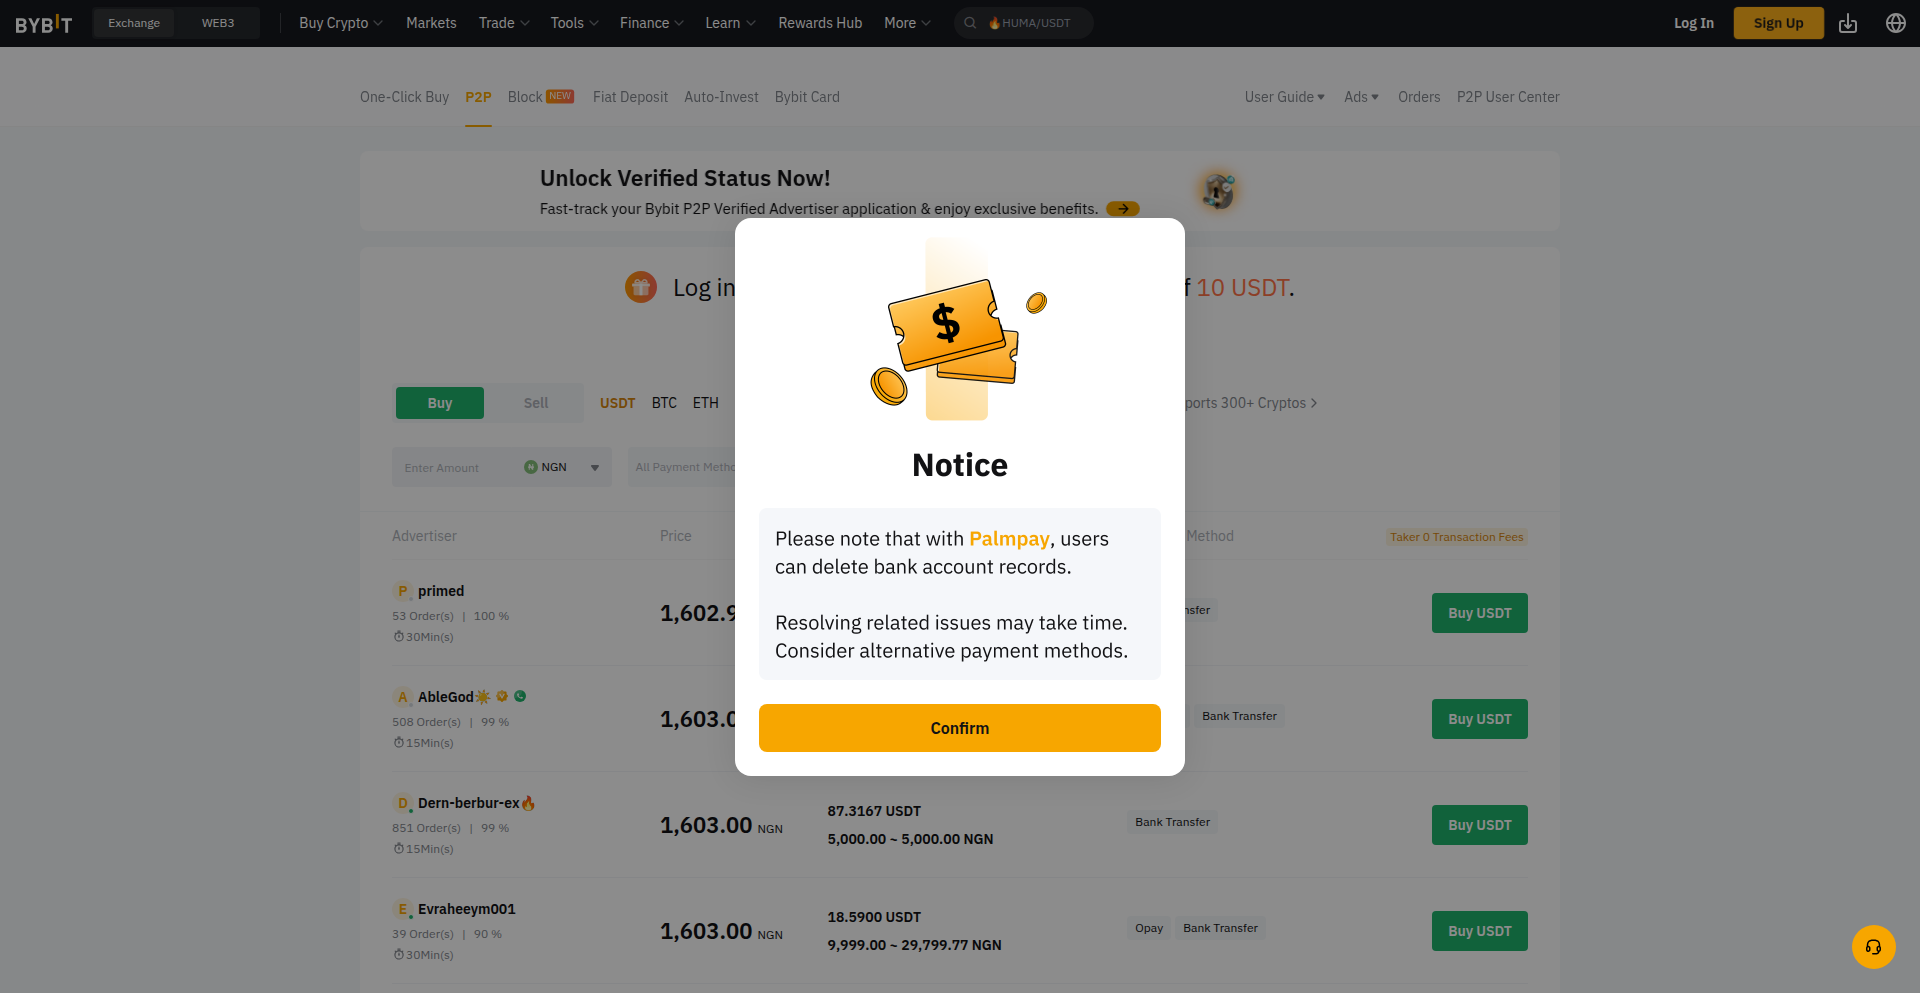 BYBIT Exchange WEB3 Buy Crypto Markets Trade Tools Finance Learn Rewards Hub More 🔥HUMA/USDT Log In Sign Up
One-Click Buy P2P Block NEW Fiat Deposit Auto-Invest Bybit Card User Guide Ads Orders P2P User Center
Unlock Verified Status Now!
Fast-track your Bybit P2P Verified Advertiser application & enjoy exclusive benefits.
Log in
f 10 USDT.
Buy Sell USDT BTC ETH
ports 300+ Cryptos
Enter Amount NGN All Payment Metho
Advertiser Price Method Taker 0 Transaction Fees
P primed
53 Order(s) | 100 %
30Min(s)
1,602.9
nsfer
Buy USDT
A AbleGod☀️
508 Order(s) | 99 %
15Min(s)
1,603.0
Bank Transfer
Buy USDT
D Dern-berbur-ex🔥
851 Order(s) | 99 %
15Min(s)
1,603.00 NGN
87.3167 USDT
5,000.00 ~ 5,000.00 NGN
Bank Transfer
Buy USDT
E Evraheeym001
39 Order(s) | 90 %
30Min(s)
1,603.00 NGN
18.5900 USDT
9,999.00 ~ 29,799.77 NGN
Opay Bank Transfer
Buy USDT
$
Notice
Please note that with Palmpay, users
can delete bank account records.
Resolving related issues may take time.
Consider alternative payment methods.
Confirm